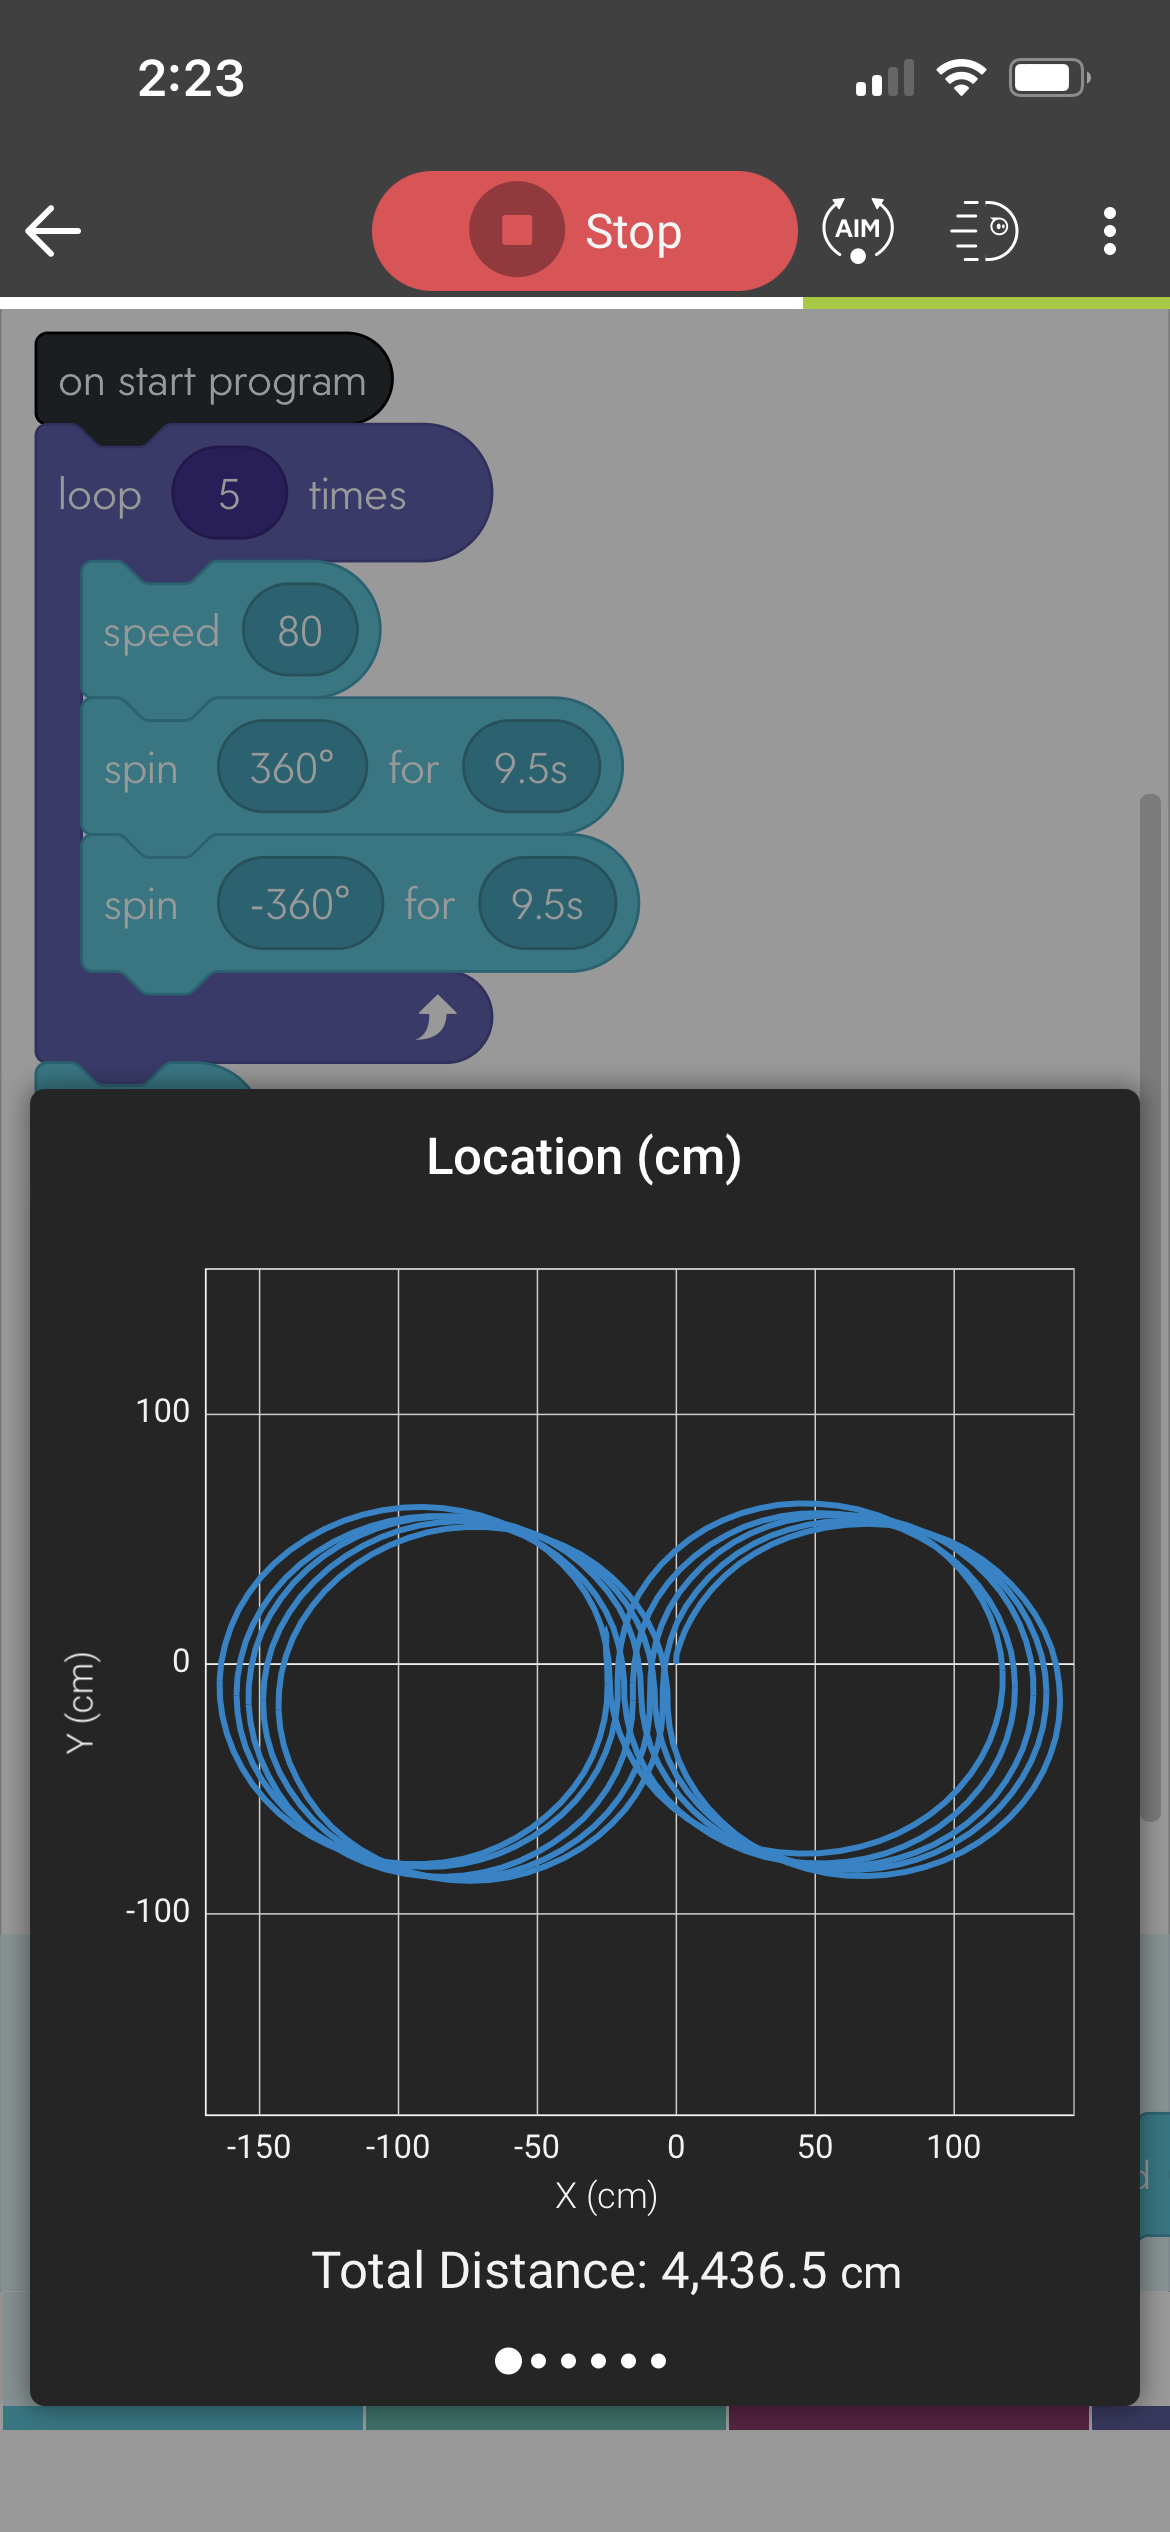 2:23
Stop
AIM
on start program
loop 5 times
speed 80
spin 360° for 9.5s
spin -360° for 9.5s
Location (cm)
100
0
-100
Y (cm)
-150 -100 -50 0 50 100
X (cm)
Total Distance: 4,436.5 cm